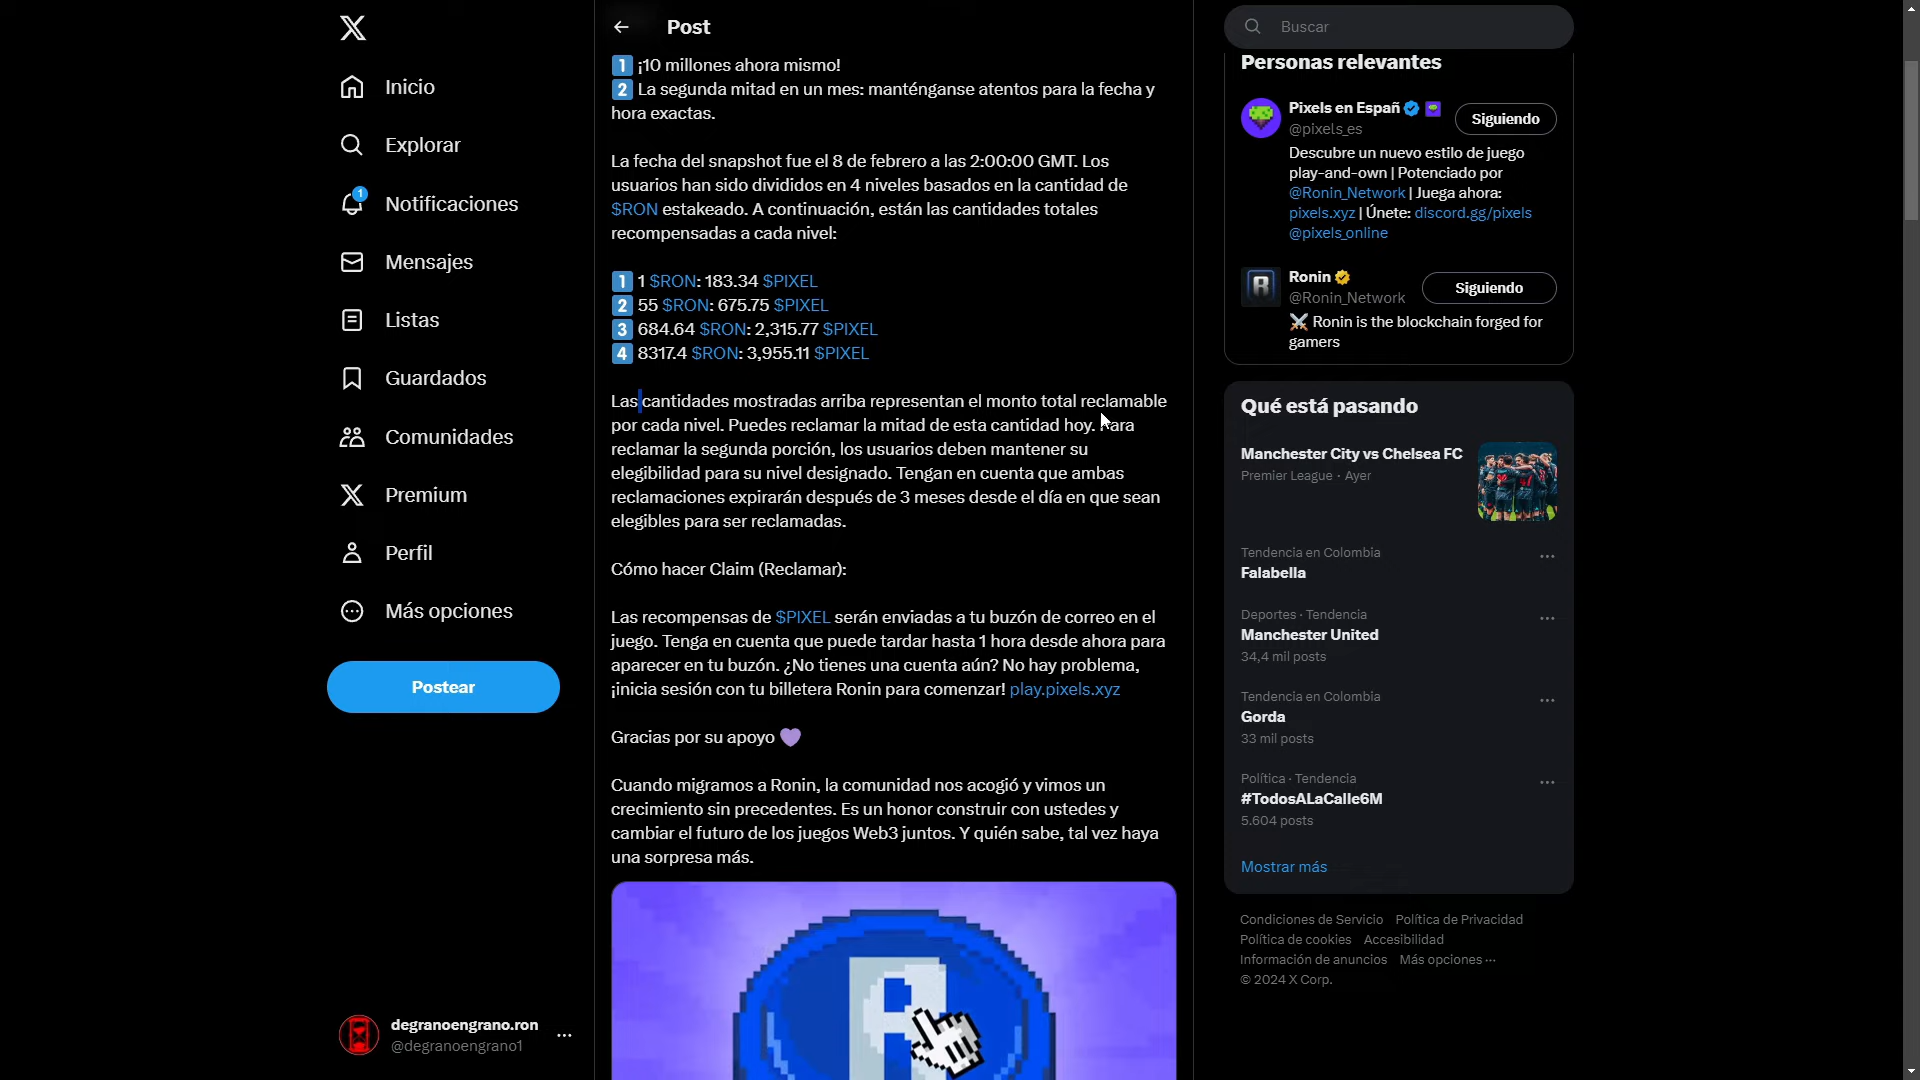 Inicio
Explorar
1
Notificaciones
Mensajes
Listas
Guardados
Comunidades
Premium
Perfil
Más opciones
Postear
degranoengrano.ron
@degranoengrano1
Post
1 ¡10 millones ahora mismo!
2 La segunda mitad en un mes: manténganse atentos para la fecha y
hora exactas.
La fecha del snapshot fue el 8 de febrero a las 2:00:00 GMT. Los
usuarios han sido divididos en 4 niveles basados en la cantidad de
$RON estakeado. A continuación, están las cantidades totales
recompensadas a cada nivel:
1 1 $RON: 183.34 $PIXEL
2 55 $RON: 675.75 $PIXEL
3 684.64 $RON: 2,315.77 $PIXEL
4 8317.4 $RON: 3,955.11 $PIXEL
Las cantidades mostradas arriba representan el monto total reclamable
por cada nivel. Puedes reclamar la mitad de esta cantidad hoy. Para
reclamar la segunda porción, los usuarios deben mantener su
elegibilidad para su nivel designado. Tengan en cuenta que ambas
reclamaciones expirarán después de 3 meses desde el día en que sean
elegibles para ser reclamadas.
Cómo hacer Claim (Reclamar):
Las recompensas de $PIXEL serán enviadas a tu buzón de correo en el
juego. Tenga en cuenta que puede tardar hasta 1 hora desde ahora para
aparecer en tu buzón. ¿No tienes una cuenta aún? No hay problema,
¡inicia sesión con tu billetera Ronin para comenzar! play.pixels.xyz
Gracias por su apoyo 💜
Cuando migramos a Ronin, la comunidad nos acogió y vimos un
crecimiento sin precedentes. Es un honor construir con ustedes y
cambiar el futuro de los juegos Web3 juntos. Y quién sabe, tal vez haya
una sorpresa más.
Buscar
Personas relevantes
Pixels en Españ
@pixels_es
Siguiendo
Descubre un nuevo estilo de juego
play-and-own | Potenciado por
@Ronin_Network | Juega ahora:
pixels.xyz | Únete: discord.gg/pixels
@pixels_online
Ronin
@Ronin_Network
Siguiendo
⚔️ Ronin is the blockchain forged for
gamers
Qué está pasando
Manchester City vs Chelsea FC
Premier League · Ayer
Tendencia en Colombia
Falabella
Deportes · Tendencia
Manchester United
34,4 mil posts
Tendencia en Colombia
Gorda
33 mil posts
Política · Tendencia
#TodosALaCalle6M
5.604 posts
Mostrar más
Condiciones de Servicio Política de Privacidad
Política de cookies Accesibilidad
Información de anuncios Más opciones ···
© 2024 X Corp.